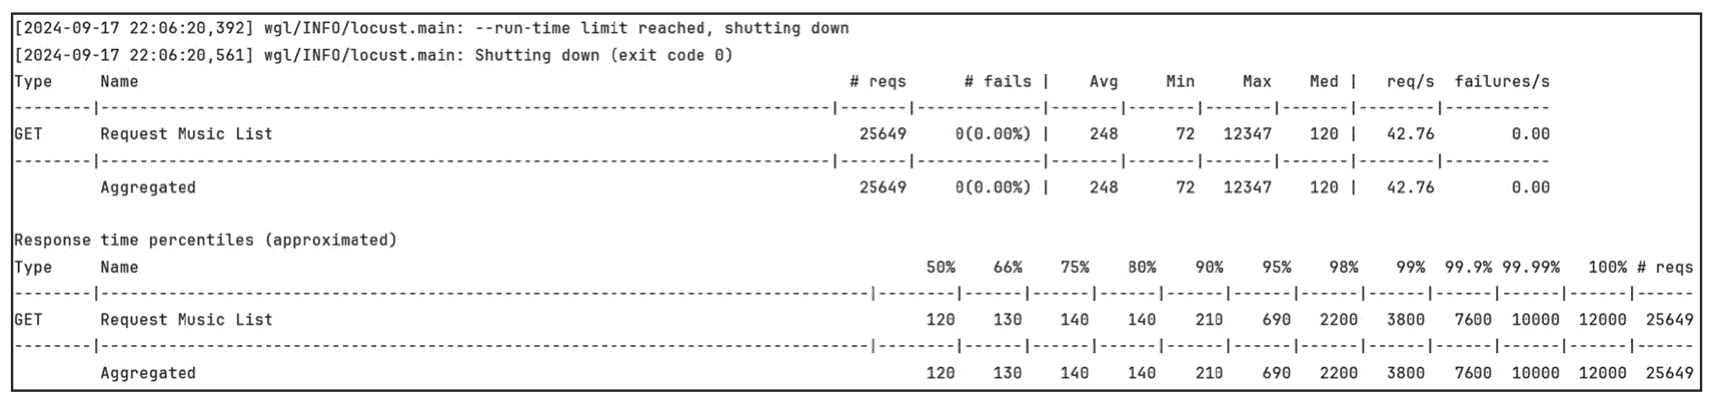 [2024-09-17 22:06:20,392] wgl/INFO/locust.main: --run-time limit reached, shutting down
[2024-09-17 22:06:20,561] wgl/INFO/locust.main: Shutting down (exit code 0)
Type     Name                                                                          # reqs      # fails |    Avg     Min     Max    Med |   req/s  failures/s
--------|----------------------------------------------------------------------------|-------|-------------|-------|-------|-------|-------|--------|-----------
GET      Request Music List                                                             25649     0(0.00%) |    248      72   12347    120 |   42.76        0.00
--------|----------------------------------------------------------------------------|-------|-------------|-------|-------|-------|-------|--------|-----------
         Aggregated                                                                     25649     0(0.00%) |    248      72   12347    120 |   42.76        0.00
Response time percentiles (approximated)
Type     Name                                                                                  50%    66%    75%    80%    90%    95%    98%    99%  99.9% 99.99%   100% # reqs
--------|--------------------------------------------------------------------------------|--------|------|------|------|------|------|------|------|------|------|------|------
GET      Request Music List                                                                    120    130    140    140    210    690   2200   3800   7600  10000  12000  25649
--------|--------------------------------------------------------------------------------|--------|------|------|------|------|------|------|------|------|------|------|------
         Aggregated                                                                            120    130    140    140    210    690   2200   3800   7600  10000  12000  25649